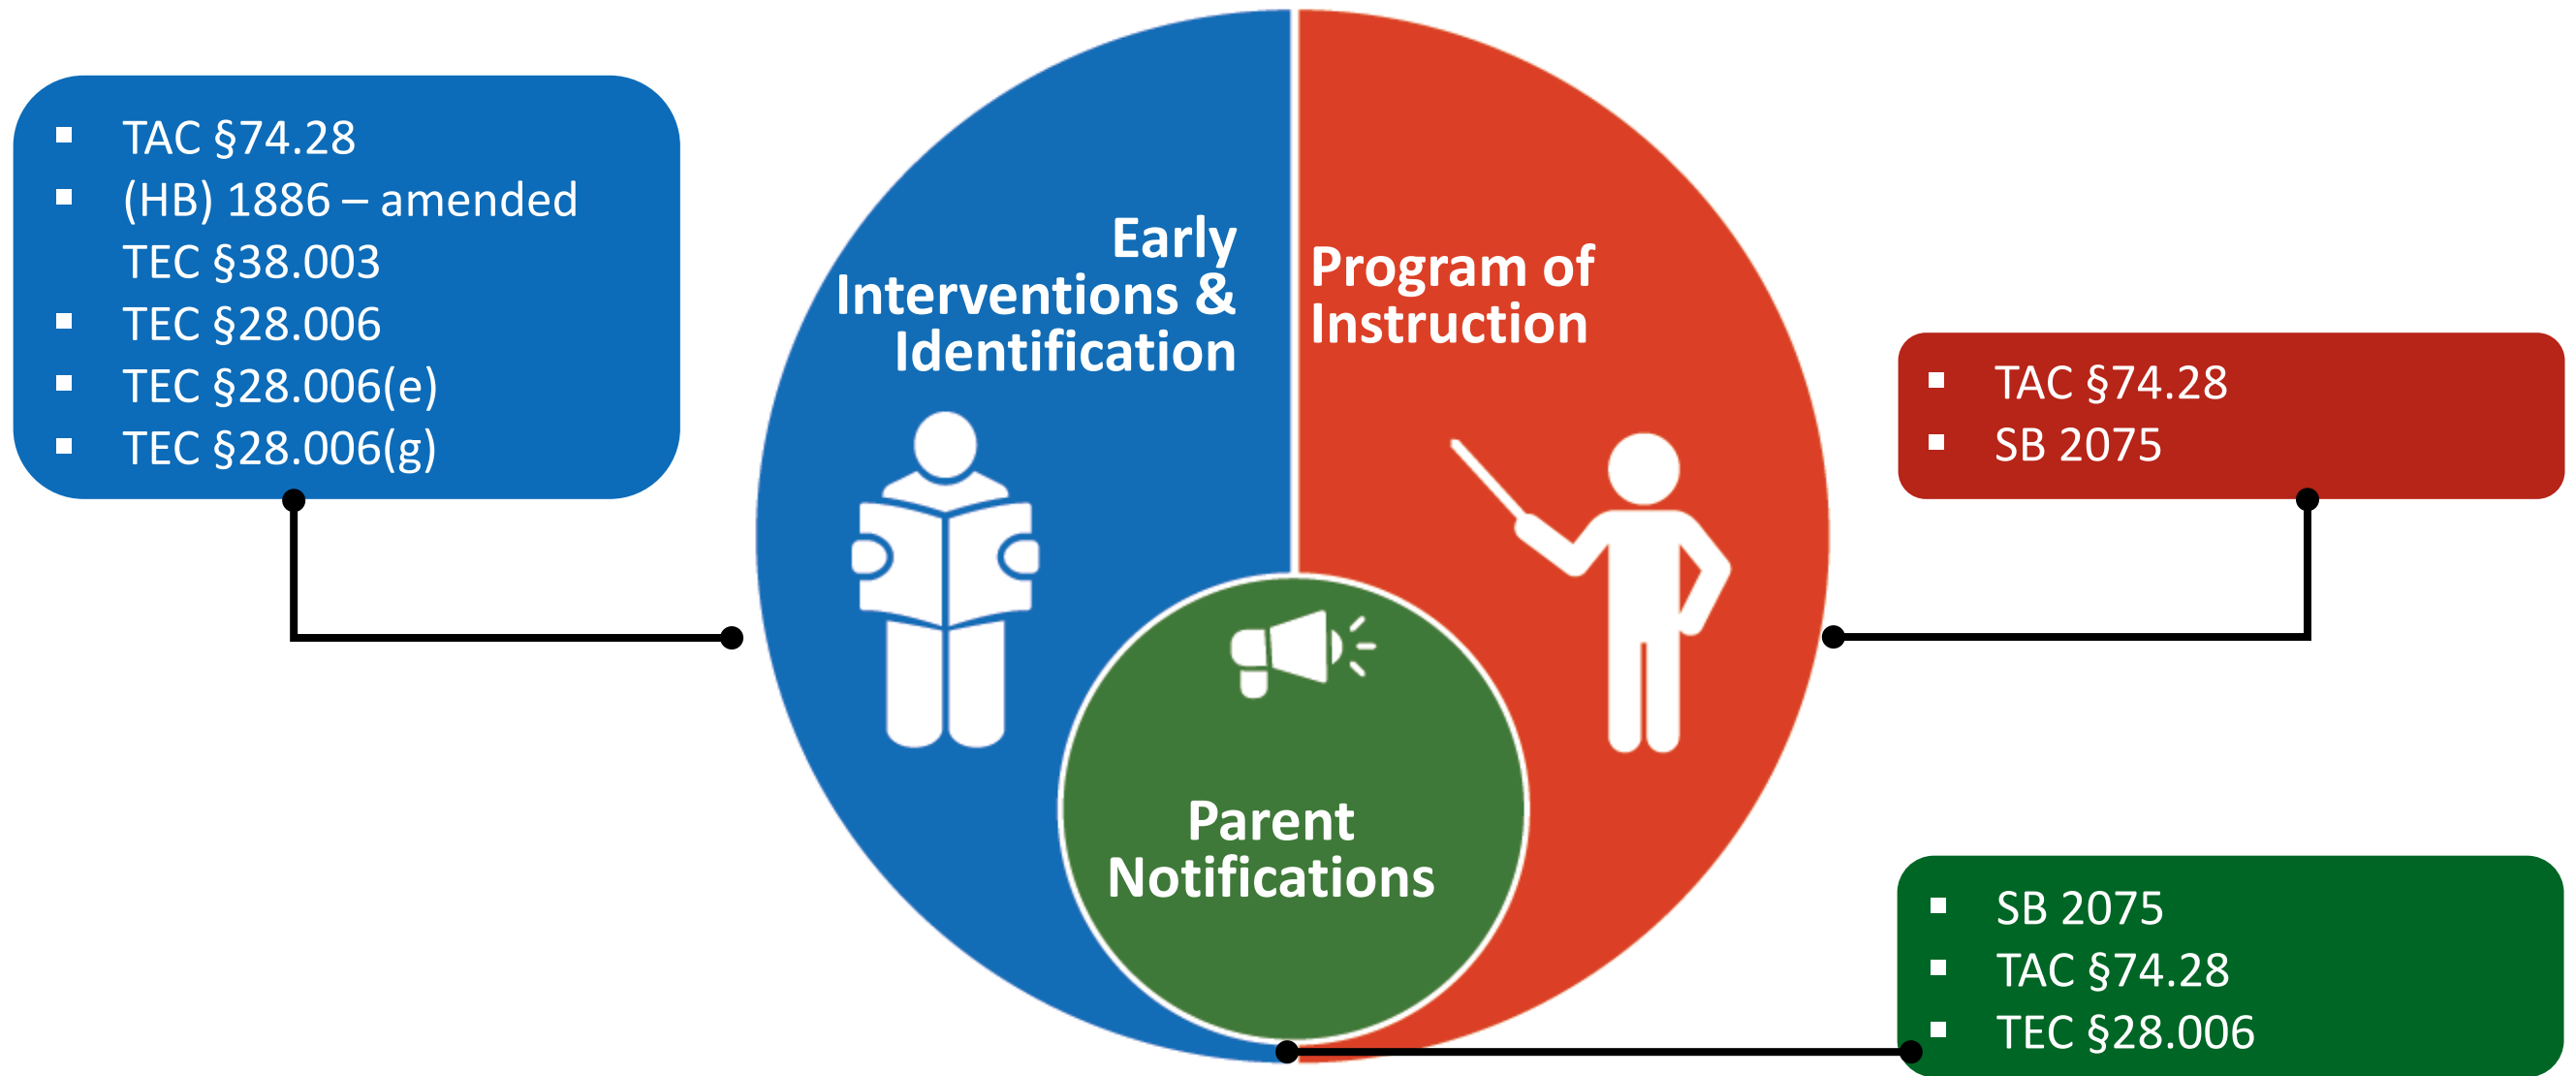 ▪ TAC §74.28
▪ (HB) 1886 – amended
TEC §38.003
▪ TEC §28.006
▪ TEC §28.006(e)
▪ TEC §28.006(g)
Early
Interventions &
Identification
Program of
Instruction
▪ TAC §74.28
▪ SB 2075
Parent
Notifications
▪ SB 2075
▪ TAC §74.28
▪ TEC §28.006